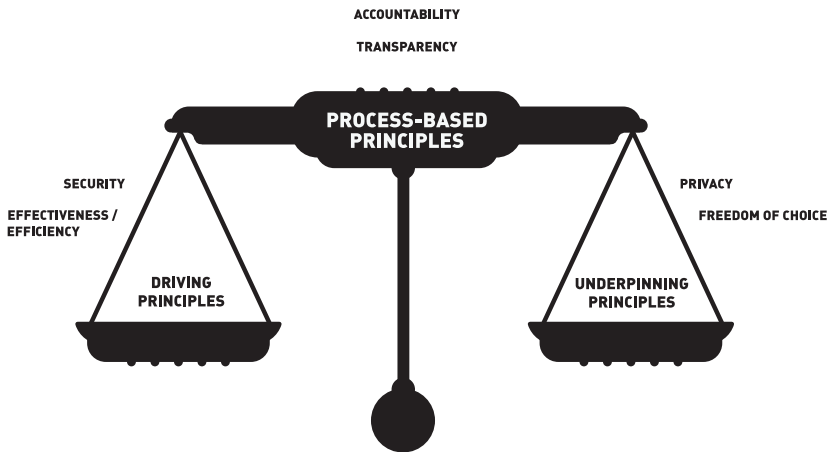 ACCOUNTABILITY
TRANSPARENCY
PROCESS-BASED
PRINCIPLES
SECURITY
EFFECTIVENESS /
EFFICIENCY
DRIVING
PRINCIPLES
PRIVACY
FREEDOM OF CHOICE
UNDERPINNING
PRINCIPLES